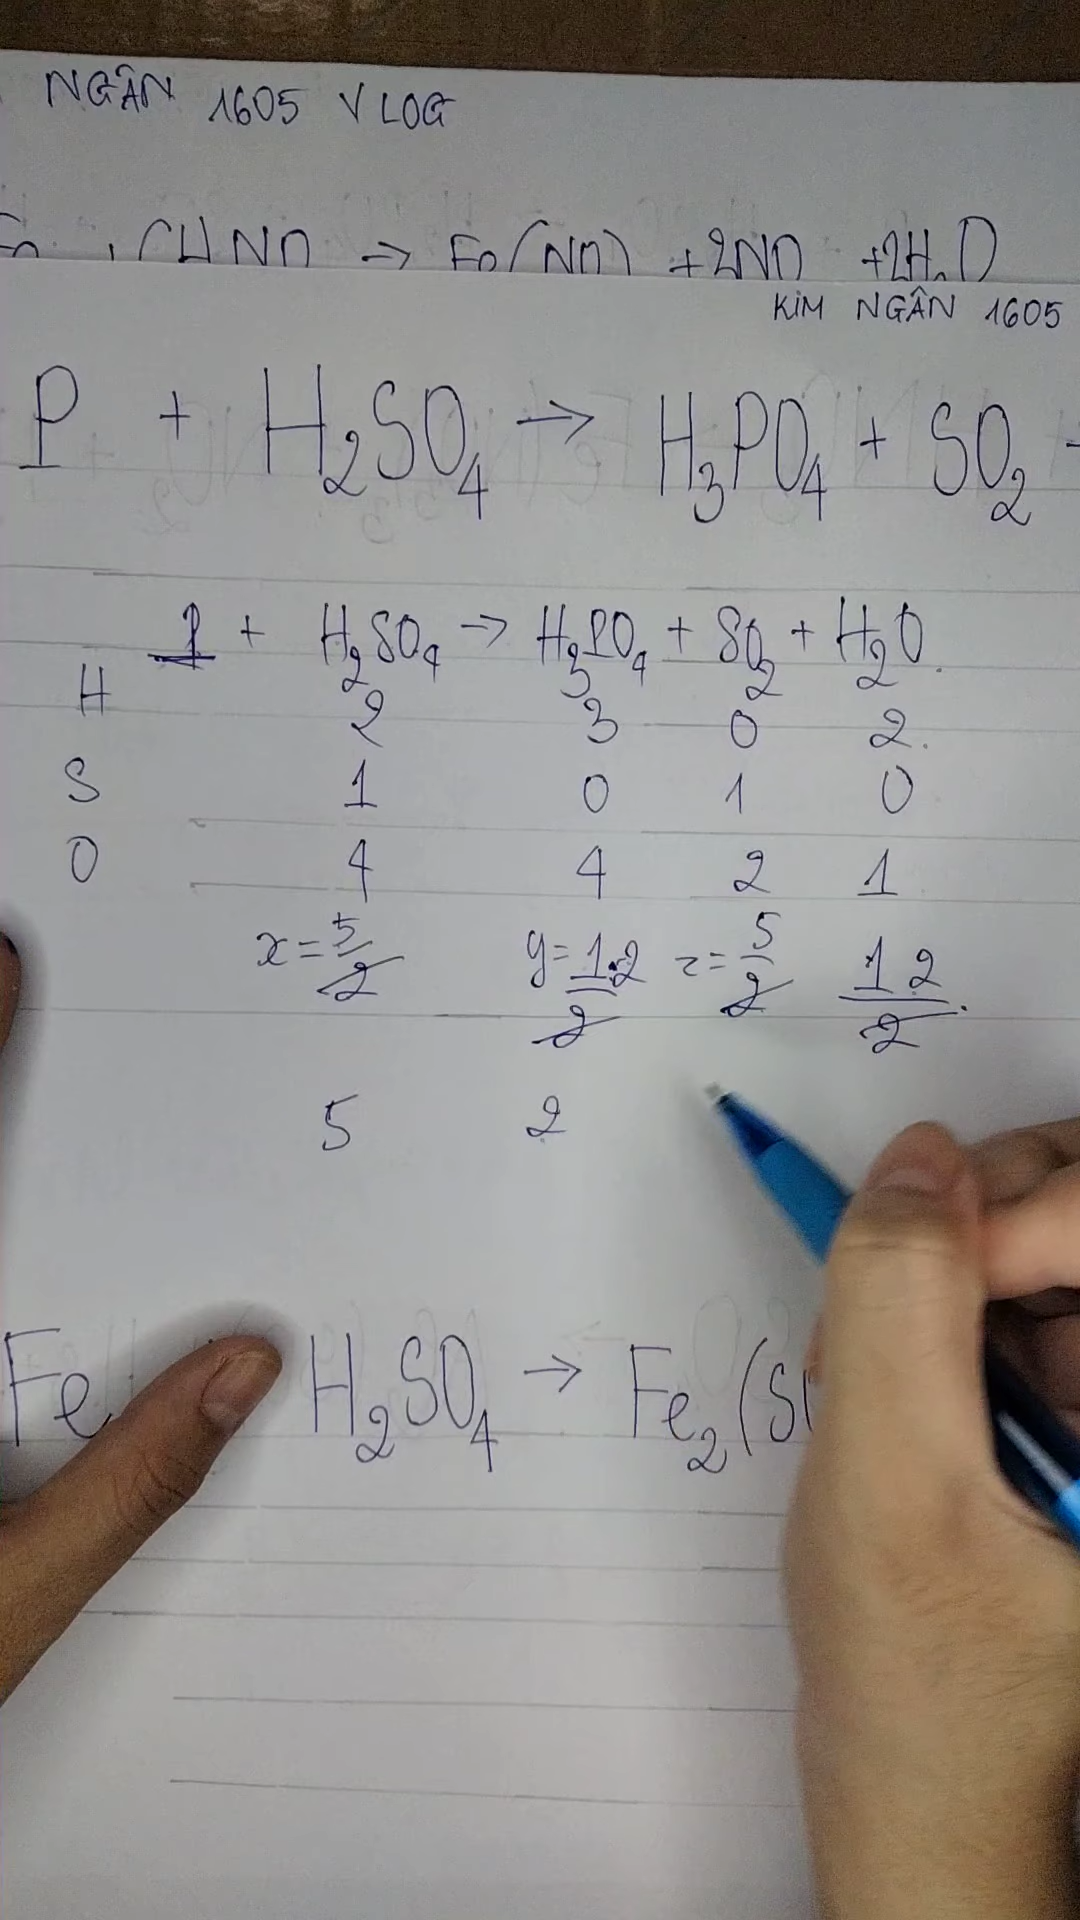 NGÂN 1605 VLOG
→ +2NO +2H₂O
KIM NGÂN 1605
P + H₂SO₄ → H₃PO₄ + SO₂
+ H₂SO₄ → H₃PO₄ + SO₂ + H₂O
H 2 3 0 2
S 1 0 1 0
O 4 4 2 1
x = 5/2 y = 1.2/2 z = 5/2 12/2
5 2
Fe H₂SO₄ → Fe₂(S